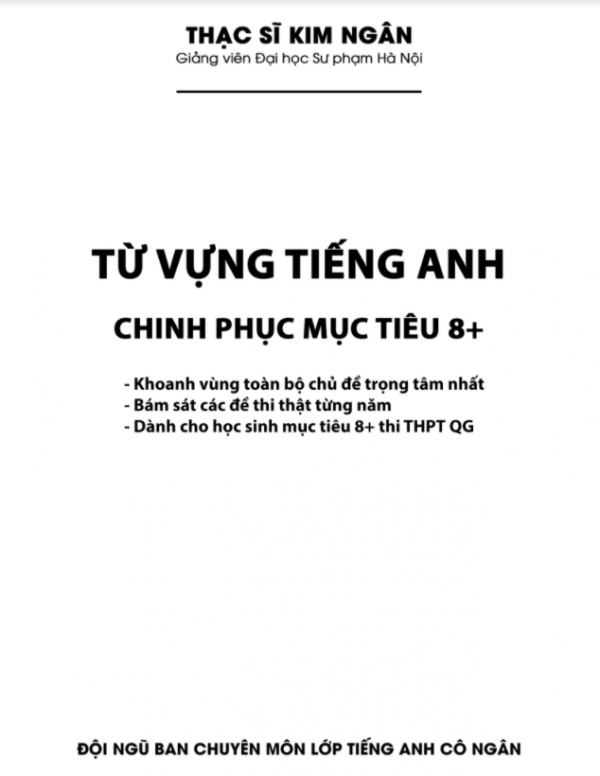 THẠC SĨ KIM NGÂN
Giảng viên Đại học Sư phạm Hà Nội
TỪ VỰNG TIẾNG ANH
CHINH PHỤC MỤC TIÊU 8+
- Khoanh vùng toàn bộ chủ đề trọng tâm nhất
- Bám sát các đề thi thật từng năm
- Dành cho học sinh mục tiêu 8+ thi THPT QG
ĐỘI NGŨ BAN CHUYÊN MÔN LỚP TIẾNG ANH CÔ NGÂN